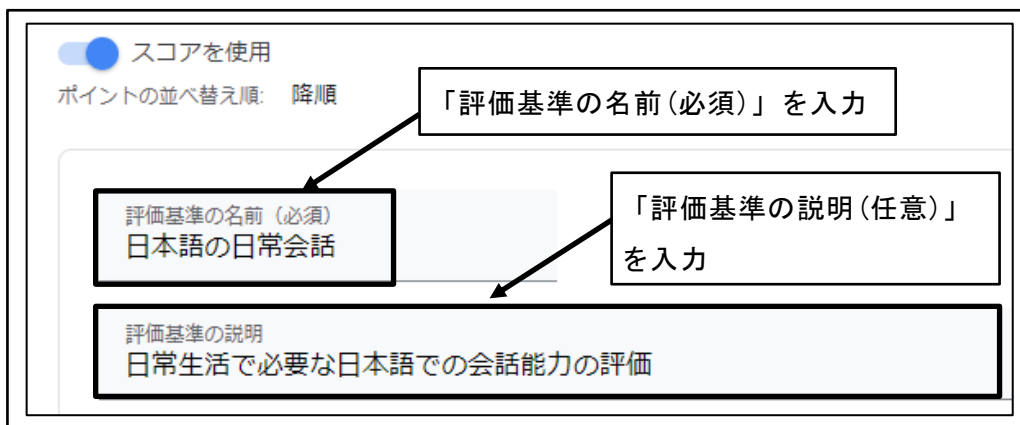 スコアを使用
ポイントの並べ替え順: 降順
「評価基準の名前(必須)」を入力
評価基準の名前（必須）
日本語の日常会話
「評価基準の説明(任意)」
を入力
評価基準の説明
日常生活で必要な日本語での会話能力の評価